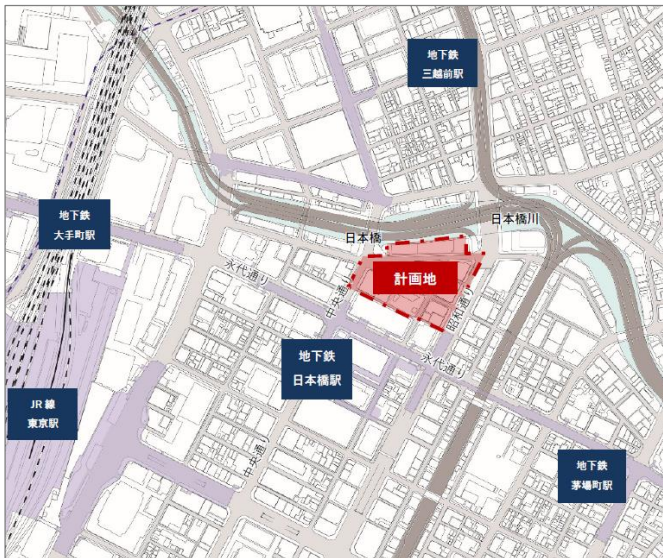 地下鉄
三越前駅
地下鉄
大手町駅
日本橋川
日本橋
計画地
永代通り
中央通り
昭和通り
地下鉄
日本橋駅
永代通り
JR 線
東京駅
中央通り
地下鉄
茅場町駅